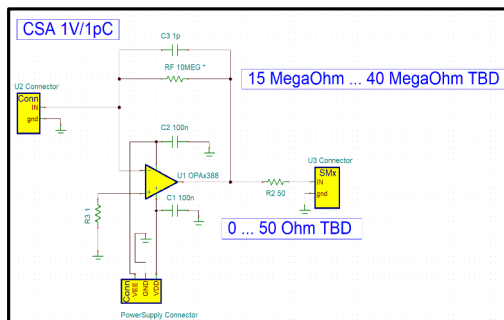 CSA 1V/1pC
C3 1p
RF 10MEG *
15 MegaOhm ... 40 MegaOhm TBD
U2 Connector
Conn
IN
gnd
C2 100n
U1 OPAx388
U3 Connector
SMx
IN
gnd
R2 50
R3 1
C1 100n
0 ... 50 Ohm TBD
Conn
VEE
GND
VDD
PowerSupply Connector